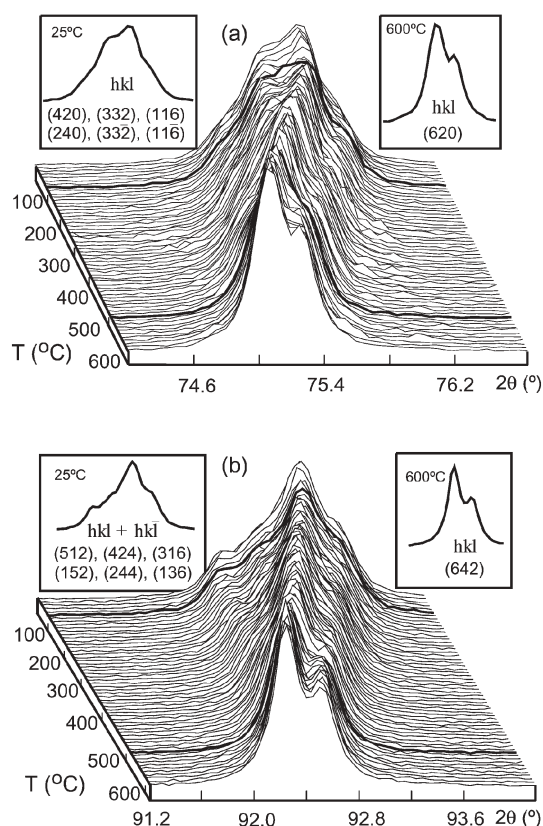 (a)
25ºC
hkl
(420), (332), (116)
(240), (332̄), (116̄)
600ºC
hkl
(620)
100
200
300
400
500
600
T (ºC)
74.6 75.4 76.2 2θ (º)
(b)
25ºC
hkl + hkl̄
(512), (424), (316)
(152), (244), (136)
600ºC
hkl
(642)
100
200
300
400
500
600
T (ºC)
91.2 92.0 92.8 93.6 2θ (º)